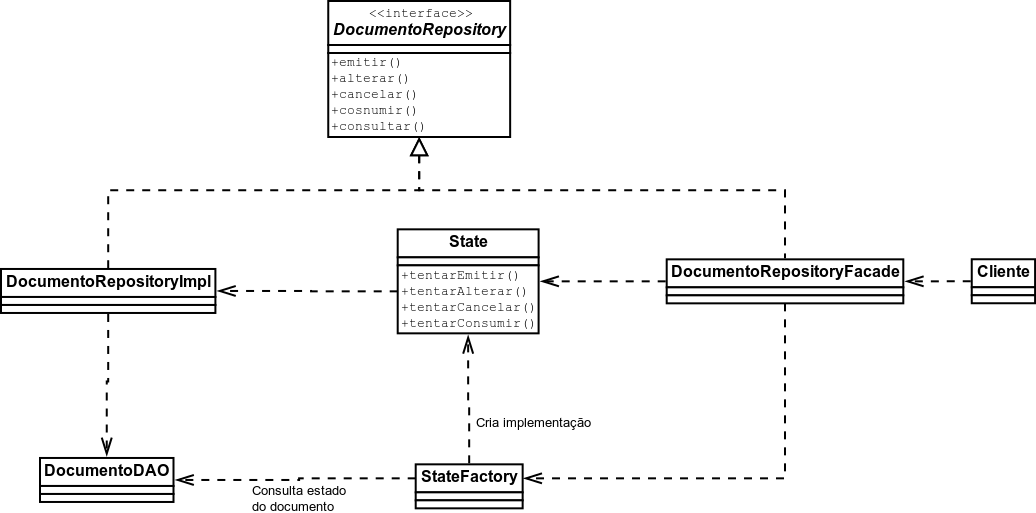 <<interface>>
DocumentoRepository
+emitir()
+alterar()
+cancelar()
+cosnumir()
+consultar()
State
+tentarEmitir()
+tentarAlterar()
+tentarCancelar()
+tentarConsumir()
DocumentoRepositoryImpl
DocumentoRepositoryFacade
Cliente
Cria implementação
DocumentoDAO
StateFactory
Consulta estado
do documento